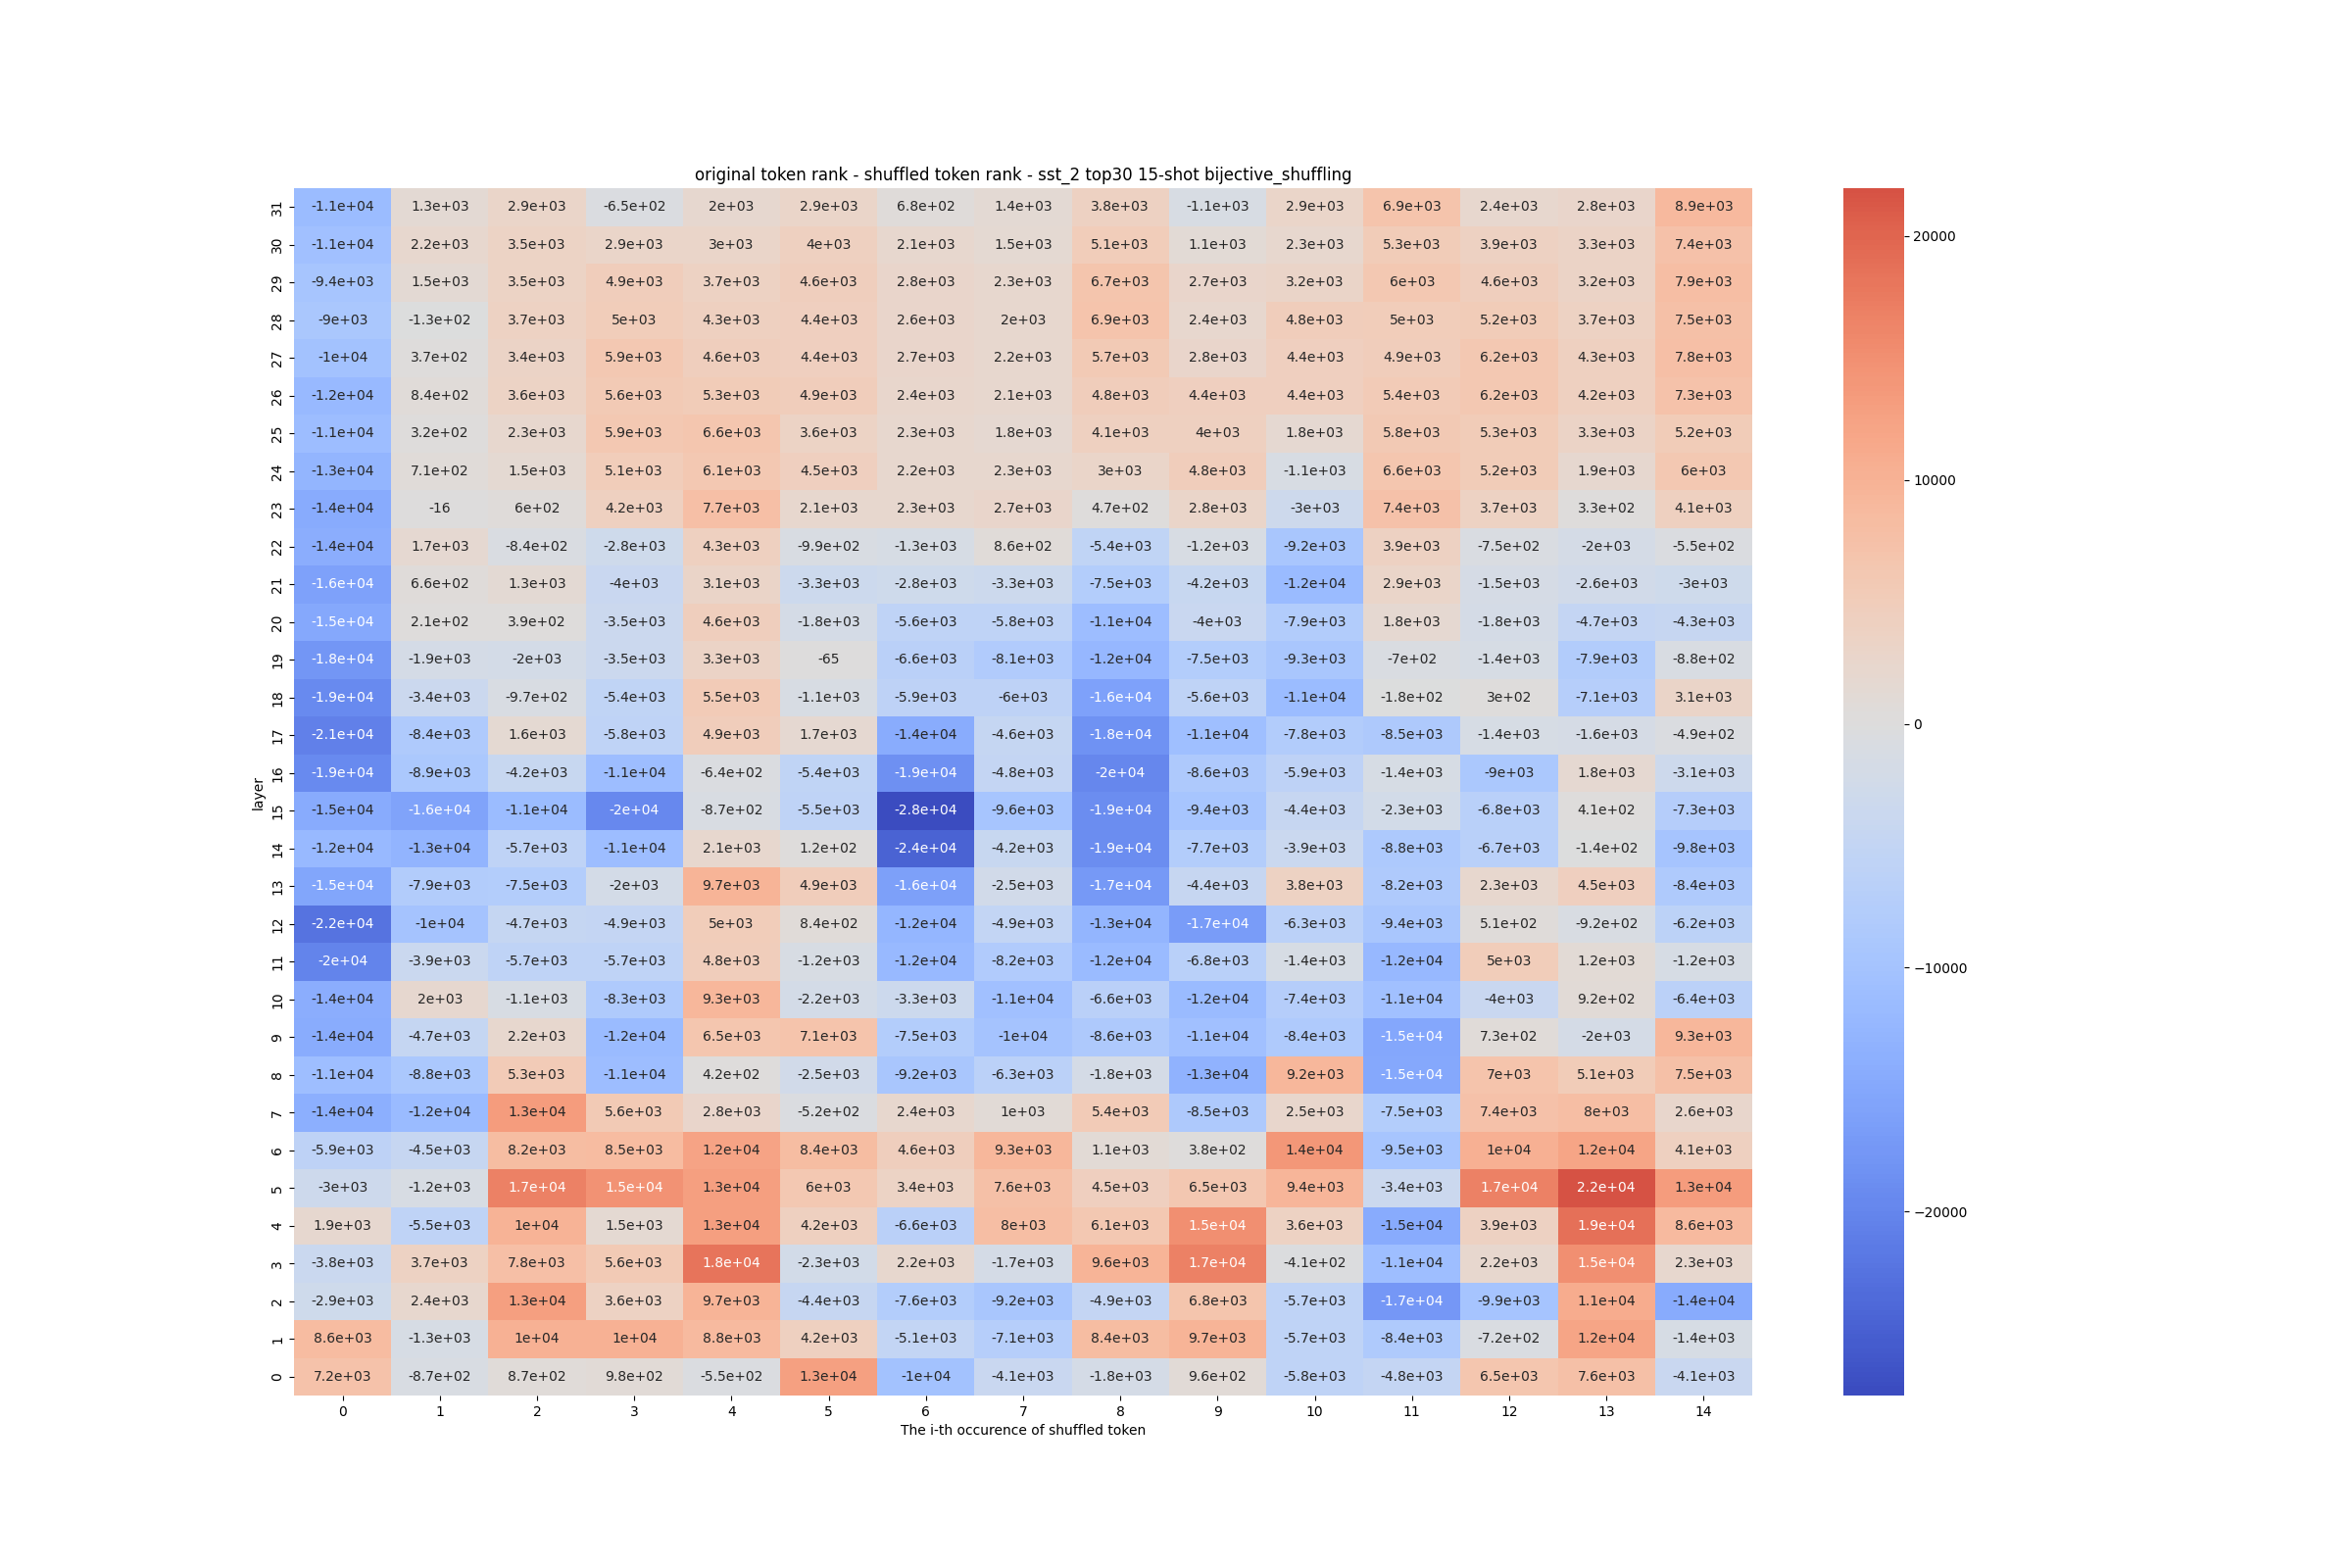 original token rank - shuffled token rank - sst_2 top30 15-shot bijective_shuffling
31 -1.1e+04 1.3e+03 2.9e+03 -6.5e+02 2e+03 2.9e+03 6.8e+02 1.4e+03 3.8e+03 -1.1e+03 2.9e+03 6.9e+03 2.4e+03 2.8e+03 8.9e+03
20000
30 -1.1e+04 2.2e+03 3.5e+03 2.9e+03 3e+03 4e+03 2.1e+03 1.5e+03 5.1e+03 1.1e+03 2.3e+03 5.3e+03 3.9e+03 3.3e+03 7.4e+03
29 -9.4e+03 1.5e+03 3.5e+03 4.9e+03 3.7e+03 4.6e+03 2.8e+03 2.3e+03 6.7e+03 2.7e+03 3.2e+03 6e+03 4.6e+03 3.2e+03 7.9e+03
28 -9e+03 -1.3e+02 3.7e+03 5e+03 4.3e+03 4.4e+03 2.6e+03 2e+03 6.9e+03 2.4e+03 4.8e+03 5e+03 5.2e+03 3.7e+03 7.5e+03
27 -1e+04 3.7e+02 3.4e+03 5.9e+03 4.6e+03 4.4e+03 2.7e+03 2.2e+03 5.7e+03 2.8e+03 4.4e+03 4.9e+03 6.2e+03 4.3e+03 7.8e+03
26 -1.2e+04 8.4e+02 3.6e+03 5.6e+03 5.3e+03 4.9e+03 2.4e+03 2.1e+03 4.8e+03 4.4e+03 4.4e+03 5.4e+03 6.2e+03 4.2e+03 7.3e+03
25 -1.1e+04 3.2e+02 2.3e+03 5.9e+03 6.6e+03 3.6e+03 2.3e+03 1.8e+03 4.1e+03 4e+03 1.8e+03 5.8e+03 5.3e+03 3.3e+03 5.2e+03
24 -1.3e+04 7.1e+02 1.5e+03 5.1e+03 6.1e+03 4.5e+03 2.2e+03 2.3e+03 3e+03 4.8e+03 -1.1e+03 6.6e+03 5.2e+03 1.9e+03 6e+03
10000
23 -1.4e+04 -16 6e+02 4.2e+03 7.7e+03 2.1e+03 2.3e+03 2.7e+03 4.7e+02 2.8e+03 -3e+03 7.4e+03 3.7e+03 3.3e+02 4.1e+03
22 -1.4e+04 1.7e+03 -8.4e+02 -2.8e+03 4.3e+03 -9.9e+02 -1.3e+03 8.6e+02 -5.4e+03 -1.2e+03 -9.2e+03 3.9e+03 -7.5e+02 -2e+03 -5.5e+02
21 -1.6e+04 6.6e+02 1.3e+03 -4e+03 3.1e+03 -3.3e+03 -2.8e+03 -3.3e+03 -7.5e+03 -4.2e+03 -1.2e+04 2.9e+03 -1.5e+03 -2.6e+03 -3e+03
20 -1.5e+04 2.1e+02 3.9e+02 -3.5e+03 4.6e+03 -1.8e+03 -5.6e+03 -5.8e+03 -1.1e+04 -4e+03 -7.9e+03 1.8e+03 -1.8e+03 -4.7e+03 -4.3e+03
19 -1.8e+04 -1.9e+03 -2e+03 -3.5e+03 3.3e+03 -65 -6.6e+03 -8.1e+03 -1.2e+04 -7.5e+03 -9.3e+03 -7e+02 -1.4e+03 -7.9e+03 -8.8e+02
18 -1.9e+04 -3.4e+03 -9.7e+02 -5.4e+03 5.5e+03 -1.1e+03 -5.9e+03 -6e+03 -1.6e+04 -5.6e+03 -1.1e+04 -1.8e+02 3e+02 -7.1e+03 3.1e+03
0
17 -2.1e+04 -8.4e+03 1.6e+03 -5.8e+03 4.9e+03 1.7e+03 -1.4e+04 -4.6e+03 -1.8e+04 -1.1e+04 -7.8e+03 -8.5e+03 -1.4e+03 -1.6e+03 -4.9e+02
16 -1.9e+04 -8.9e+03 -4.2e+03 -1.1e+04 -6.4e+02 -5.4e+03 -1.9e+04 -4.8e+03 -2e+04 -8.6e+03 -5.9e+03 -1.4e+03 -9e+03 1.8e+03 -3.1e+03
layer
15 -1.5e+04 -1.6e+04 -1.1e+04 -2e+04 -8.7e+02 -5.5e+03 -2.8e+04 -9.6e+03 -1.9e+04 -9.4e+03 -4.4e+03 -2.3e+03 -6.8e+03 4.1e+02 -7.3e+03
14 -1.2e+04 -1.3e+04 -5.7e+03 -1.1e+04 2.1e+03 1.2e+02 -2.4e+04 -4.2e+03 -1.9e+04 -7.7e+03 -3.9e+03 -8.8e+03 -6.7e+03 -1.4e+02 -9.8e+03
13 -1.5e+04 -7.9e+03 -7.5e+03 -2e+03 9.7e+03 4.9e+03 -1.6e+04 -2.5e+03 -1.7e+04 -4.4e+03 3.8e+03 -8.2e+03 2.3e+03 4.5e+03 -8.4e+03
12 -2.2e+04 -1e+04 -4.7e+03 -4.9e+03 5e+03 8.4e+02 -1.2e+04 -4.9e+03 -1.3e+04 -1.7e+04 -6.3e+03 -9.4e+03 5.1e+02 -9.2e+02 -6.2e+03
11 -2e+04 -3.9e+03 -5.7e+03 -5.7e+03 4.8e+03 -1.2e+03 -1.2e+04 -8.2e+03 -1.2e+04 -6.8e+03 -1.4e+03 -1.2e+04 5e+03 1.2e+03 -1.2e+03
−10000
10 -1.4e+04 2e+03 -1.1e+03 -8.3e+03 9.3e+03 -2.2e+03 -3.3e+03 -1.1e+04 -6.6e+03 -1.2e+04 -7.4e+03 -1.1e+04 -4e+03 9.2e+02 -6.4e+03
9 -1.4e+04 -4.7e+03 2.2e+03 -1.2e+04 6.5e+03 7.1e+03 -7.5e+03 -1e+04 -8.6e+03 -1.1e+04 -8.4e+03 -1.5e+04 7.3e+02 -2e+03 9.3e+03
8 -1.1e+04 -8.8e+03 5.3e+03 -1.1e+04 4.2e+02 -2.5e+03 -9.2e+03 -6.3e+03 -1.8e+03 -1.3e+04 9.2e+03 -1.5e+04 7e+03 5.1e+03 7.5e+03
7 -1.4e+04 -1.2e+04 1.3e+04 5.6e+03 2.8e+03 -5.2e+02 2.4e+03 1e+03 5.4e+03 -8.5e+03 2.5e+03 -7.5e+03 7.4e+03 8e+03 2.6e+03
6 -5.9e+03 -4.5e+03 8.2e+03 8.5e+03 1.2e+04 8.4e+03 4.6e+03 9.3e+03 1.1e+03 3.8e+02 1.4e+04 -9.5e+03 1e+04 1.2e+04 4.1e+03
5 -3e+03 -1.2e+03 1.7e+04 1.5e+04 1.3e+04 6e+03 3.4e+03 7.6e+03 4.5e+03 6.5e+03 9.4e+03 -3.4e+03 1.7e+04 2.2e+04 1.3e+04
−20000
4 1.9e+03 -5.5e+03 1e+04 1.5e+03 1.3e+04 4.2e+03 -6.6e+03 8e+03 6.1e+03 1.5e+04 3.6e+03 -1.5e+04 3.9e+03 1.9e+04 8.6e+03
3 -3.8e+03 3.7e+03 7.8e+03 5.6e+03 1.8e+04 -2.3e+03 2.2e+03 -1.7e+03 9.6e+03 1.7e+04 -4.1e+02 -1.1e+04 2.2e+03 1.5e+04 2.3e+03
2 -2.9e+03 2.4e+03 1.3e+04 3.6e+03 9.7e+03 -4.4e+03 -7.6e+03 -9.2e+03 -4.9e+03 6.8e+03 -5.7e+03 -1.7e+04 -9.9e+03 1.1e+04 -1.4e+04
1 8.6e+03 -1.3e+03 1e+04 1e+04 8.8e+03 4.2e+03 -5.1e+03 -7.1e+03 8.4e+03 9.7e+03 -5.7e+03 -8.4e+03 -7.2e+02 1.2e+04 -1.4e+03
0 7.2e+03 -8.7e+02 8.7e+02 9.8e+02 -5.5e+02 1.3e+04 -1e+04 -4.1e+03 -1.8e+03 9.6e+02 -5.8e+03 -4.8e+03 6.5e+03 7.6e+03 -4.1e+03
0 1 2 3 4 5 6 7 8 9 10 11 12 13 14
The i-th occurence of shuffled token